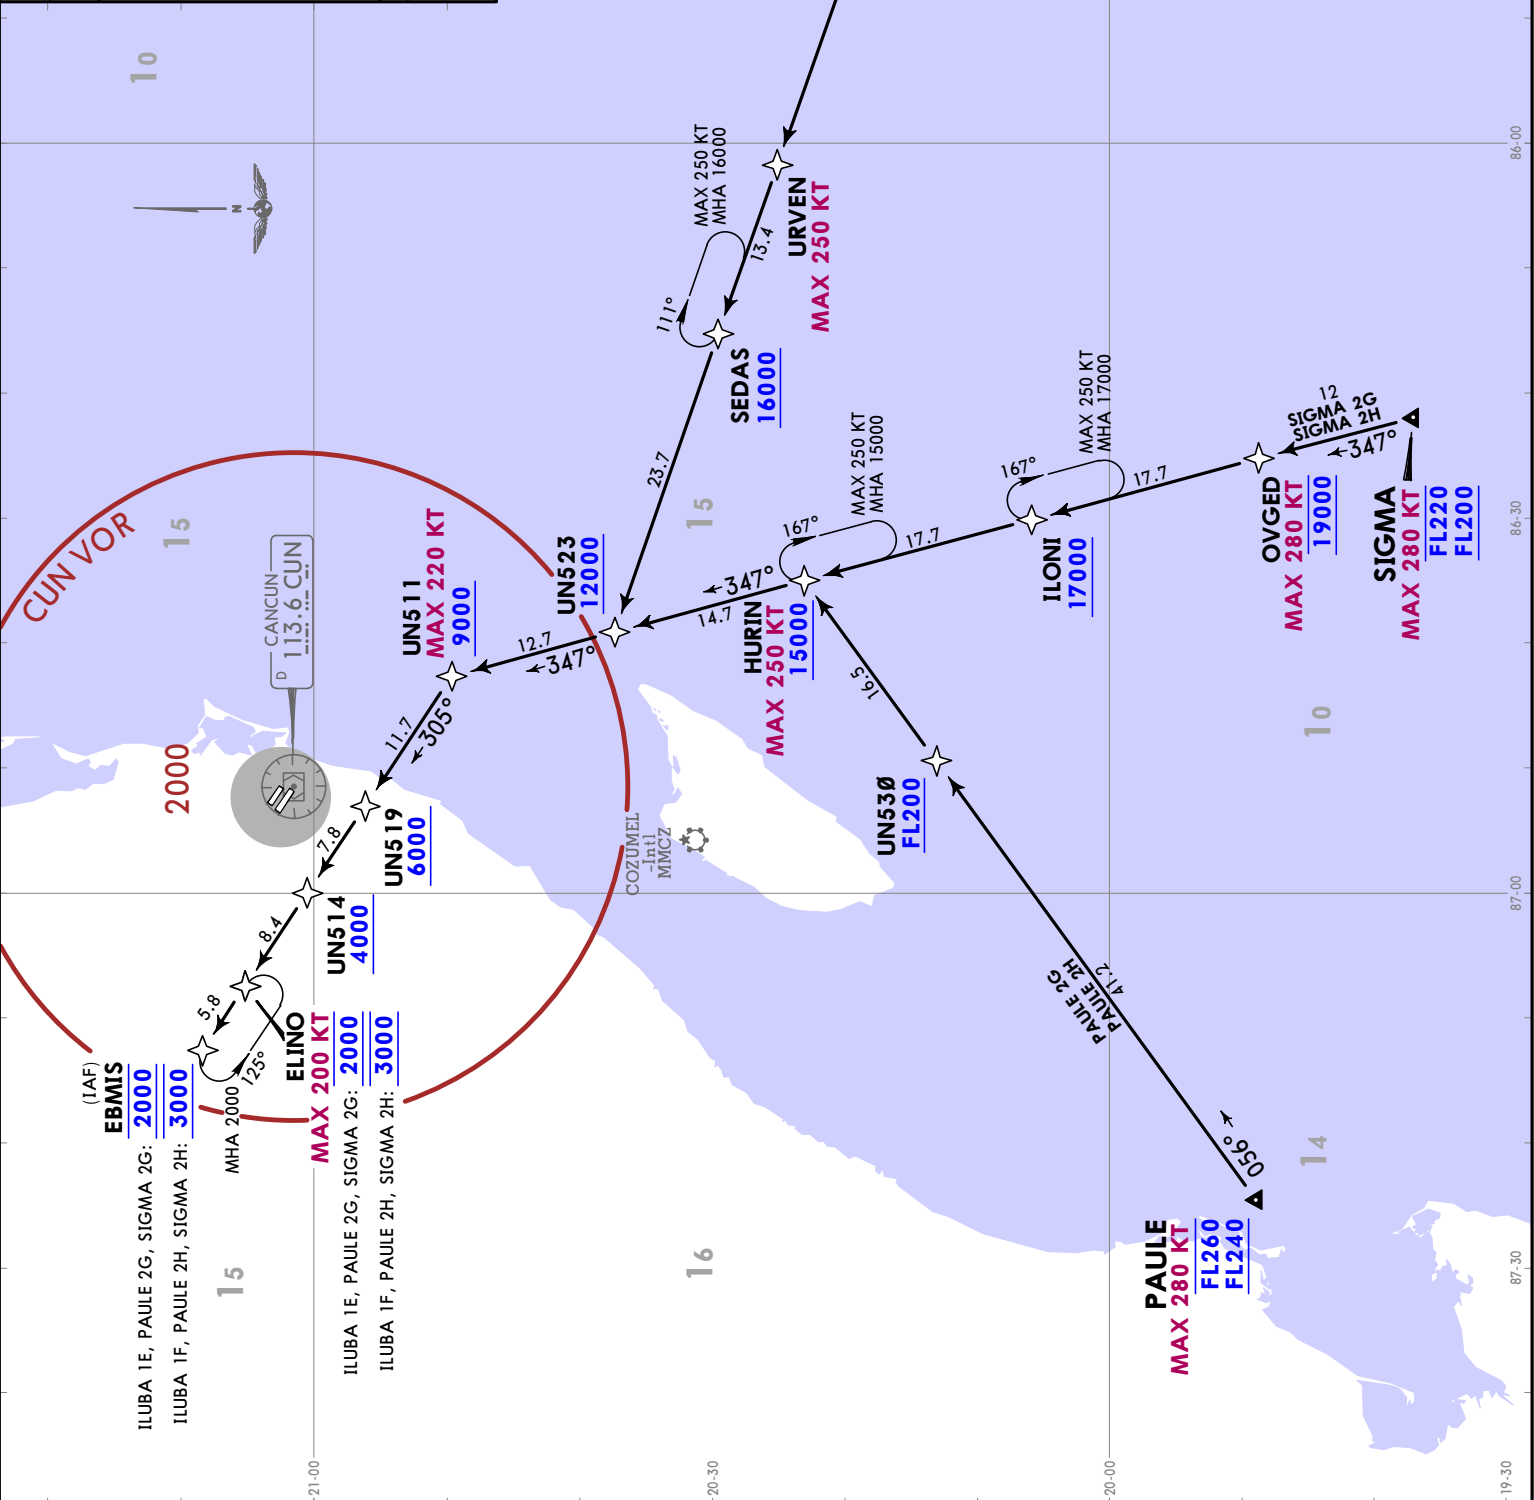 10
15
CUN VOR
D
CANCUN
113.6 CUN
N
2000
86-00
86-30
87-00
87-30
21-00
20-30
20-00
19-30
MAX 250 KT
MHA 16000
111°
13.4
URVEN
MAX 250 KT
SEDAS
16000
23.7
15
UN523
12000
UN511
MAX 220 KT
9000
12.7
347°
14.7
347°
HURIN
MAX 250 KT
15000
167°
MAX 250 KT
MHA 15000
17.7
167°
MAX 250 KT
MHA 17000
ILONI
17000
17.7
OVGED
MAX 280 KT
19000
12
SIGMA 2G
SIGMA 2H
347°
SIGMA
MAX 280 KT
FL220
FL200
10
11.7
305°
UN519
6000
7.8
UN514
4000
8.4
5.8
COZUMEL
-Intl
MMCZ
16.5
UN53Ø
FL200
41.2
PAULE 2G
PAULE 2H
056°
14
PAULE
MAX 280 KT
FL260
FL240
(IAF)
EBMIS
ILUBA 1E, PAULE 2G, SIGMA 2G: 2000
ILUBA 1F, PAULE 2H, SIGMA 2H: 3000
MHA 2000
125°
ELINO
MAX 200 KT
ILUBA 1E, PAULE 2G, SIGMA 2G: 2000
ILUBA 1F, PAULE 2H, SIGMA 2H: 3000
15
16